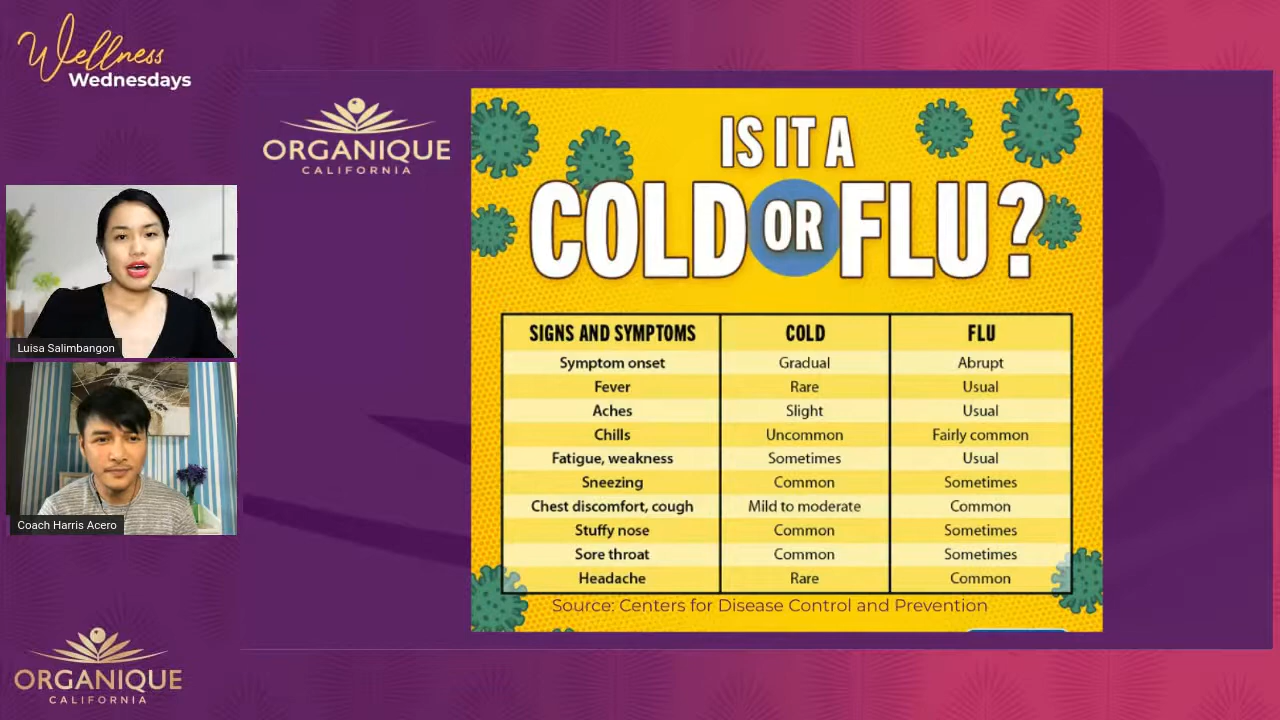 Wellness
Wednesdays
ORGANIQUE
CALIFORNIA
IS IT A
COLD OR FLU?
SIGNS AND SYMPTOMS COLD FLU
Symptom onset Gradual Abrupt
Fever Rare Usual
Aches Slight Usual
Chills Uncommon Fairly common
Fatigue, weakness Sometimes Usual
Sneezing Common Sometimes
Chest discomfort, cough Mild to moderate Common
Stuffy nose Common Sometimes
Sore throat Common Sometimes
Headache Rare Common
Source: Centers for Disease Control and Prevention
Luisa Salimbangon
Coach Harris Acero
ORGANIQUE
CALIFORNIA